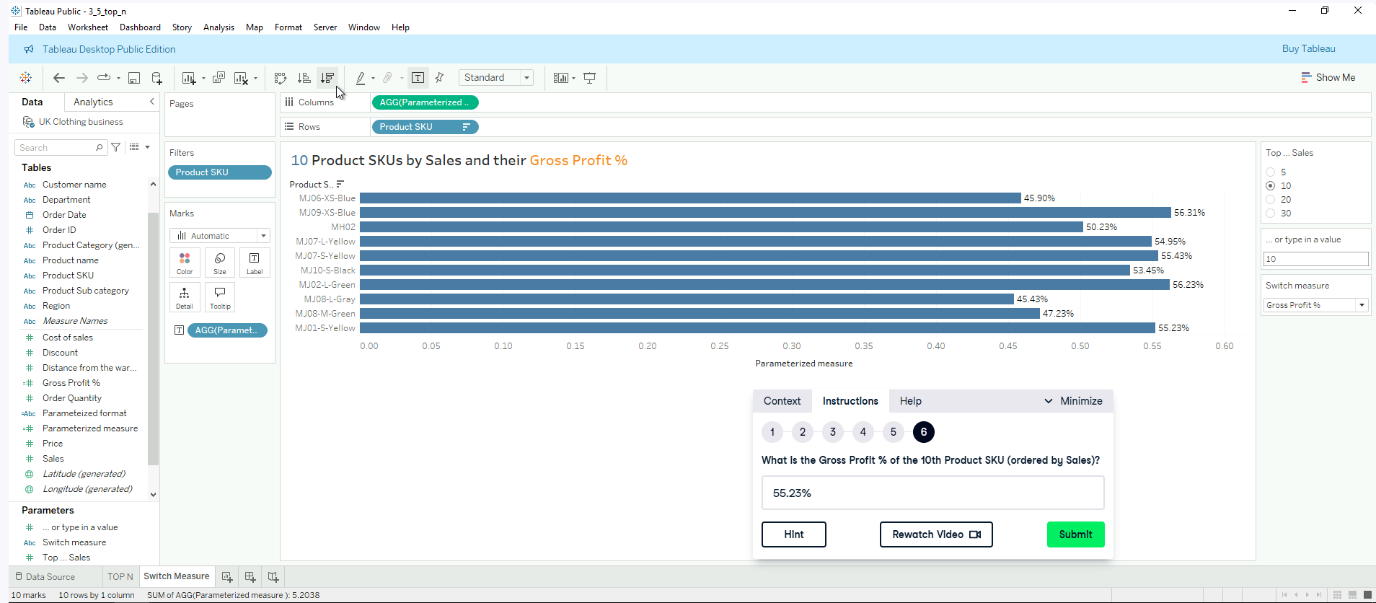 Tableau Public - 3_5_top_n
File Data Worksheet Dashboard Story Analysis Map Format Server Window Help
Tableau Desktop Public Edition Buy Tableau
Standard Show Me
Data Analytics
UK Clothing business
Search
Tables
Abc Customer name
Abc Department
Order Date
# Order ID
Abc Product Category (gen...
Abc Product name
Abc Product SKU
Abc Product Sub category
Abc Region
Abc Measure Names
# Cost of sales
# Discount
# Distance from the war...
=# Gross Profit %
# Order Quantity
=Abc Parameteized format
=# Parameterized measure
# Price
# Sales
Latitude (generated)
Longitude (generated)
Parameters
# ... or type in a value
Abc Switch measure
# Top ... Sales
Pages
Filters
Product SKU
Marks
Automatic
Color Size Label
Detail Tooltip
AGG(Paramet..
Columns AGG(Parameterized ..
Rows Product SKU
10 Product SKUs by Sales and their Gross Profit %
Product S..
MJ06-XS-Blue 45.90%
MJ09-XS-Blue 56.31%
MH02 50.23%
MJ07-L-Yellow 54.95%
MJ07-S-Yellow 55.43%
MJ10-S-Black 53.45%
MJ02-L-Green 56.23%
MJ08-L-Gray 45.43%
MJ08-M-Green 47.23%
MJ01-S-Yellow 55.23%
0.00 0.05 0.10 0.15 0.20 0.25 0.30 0.35 0.40 0.45 0.50 0.55 0.60
Parameterized measure
Top ... Sales
5
10
20
30
... or type in a value
10
Switch measure
Gross Profit %
Context Instructions Help Minimize
1 2 3 4 5 6
What is the Gross Profit % of the 10th Product SKU (ordered by Sales)?
55.23%
Hint Rewatch Video Submit
Data Source TOP N Switch Measure
10 marks 10 rows by 1 column SUM of AGG(Parameterized measure ): 5.2038